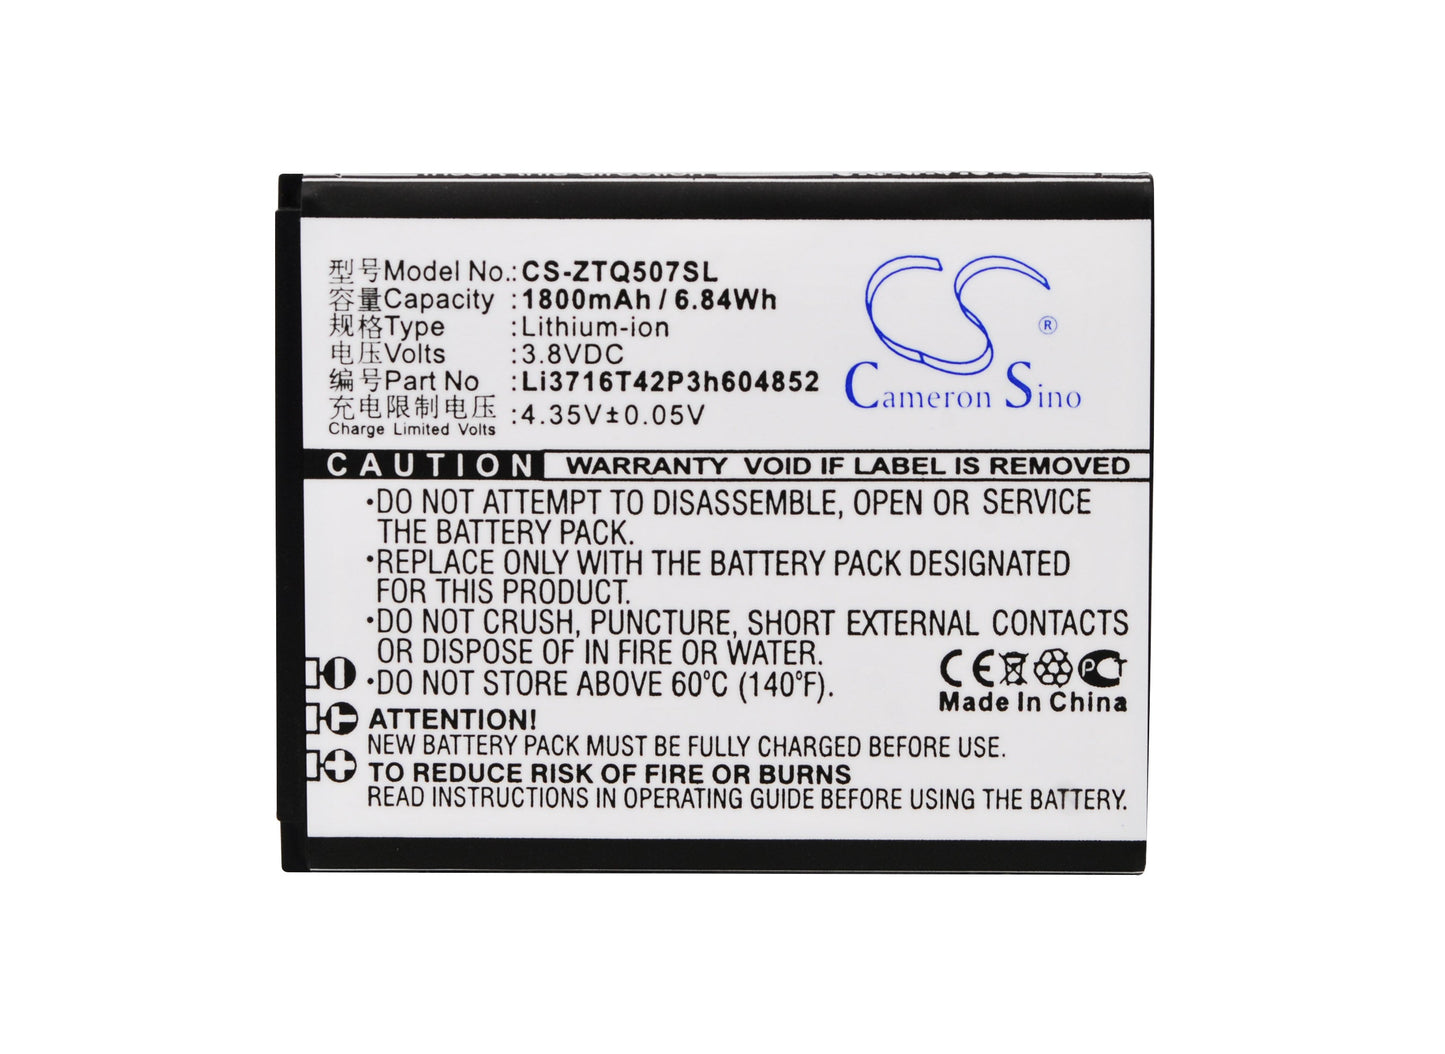 Insert this direction
型号Model No.:CS-ZTQ507SL
容量Capacity :1800mAh / 6.84Wh
规格Type :Lithium-ion
电压Volts :3.8VDC
编号Part No :Li3716T42P3h604852
充电限制电压 :4.35V±0.05V
Charge Limited Volts
CS
®
Cameron Sino
CAUTION WARRANTY VOID IF LABEL IS REMOVED
·DO NOT ATTEMPT TO DISASSEMBLE, OPEN OR SERVICE
THE BATTERY PACK.
·REPLACE ONLY WITH THE BATTERY PACK DESIGNATED
FOR THIS PRODUCT.
·DO NOT CRUSH, PUNCTURE, SHORT EXTERNAL CONTACTS
OR DISPOSE OF IN FIRE OR WATER.
·DO NOT STORE ABOVE 60°C (140°F).
CE PCT
Made In China
ATTENTION!
NEW BATTERY PACK MUST BE FULLY CHARGED BEFORE USE.
TO REDUCE RISK OF FIRE OR BURNS
READ INSTRUCTIONS IN OPERATING GUIDE BEFORE USING THE BATTERY.